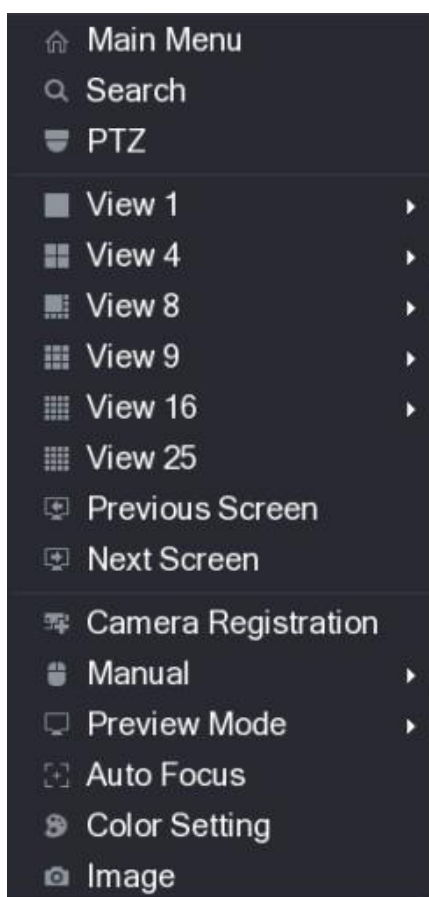 Main Menu
Search
PTZ
View 1
View 4
View 8
View 9
View 16
View 25
Previous Screen
Next Screen
Camera Registration
Manual
Preview Mode
Auto Focus
Color Setting
Image